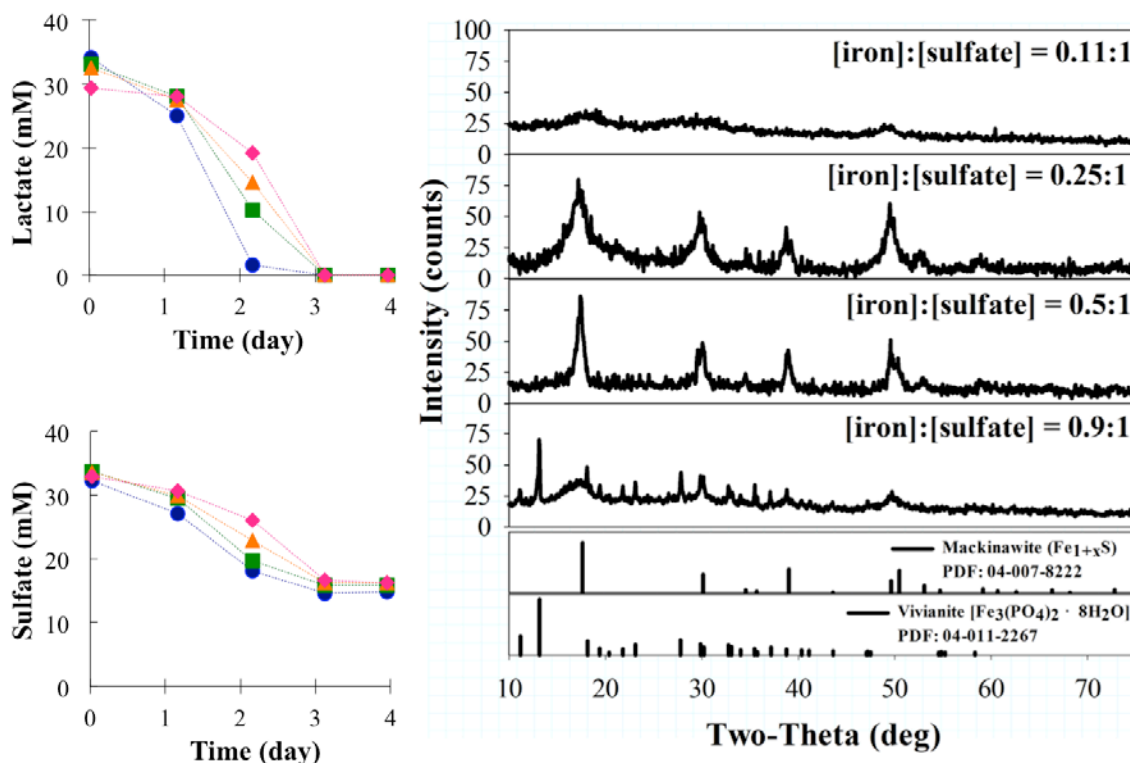 40
30
20
10
0
Lactate (mM)
0 1 2 3 4
Time (day)
40
30
20
10
0
Sulfate (mM)
0 1 2 3 4
Time (day)
Intensity (counts)
100
75
50
25
0
[iron]:[sulfate] = 0.11:1
75
50
25
0
[iron]:[sulfate] = 0.25:1
75
50
25
0
[iron]:[sulfate] = 0.5:1
75
50
25
0
[iron]:[sulfate] = 0.9:1
Mackinawite (Fe1+xS)
PDF: 04-007-8222
Vivianite [Fe3(PO4)2 · 8H2O]
PDF: 04-011-2267
10 20 30 40 50 60 70
Two-Theta (deg)